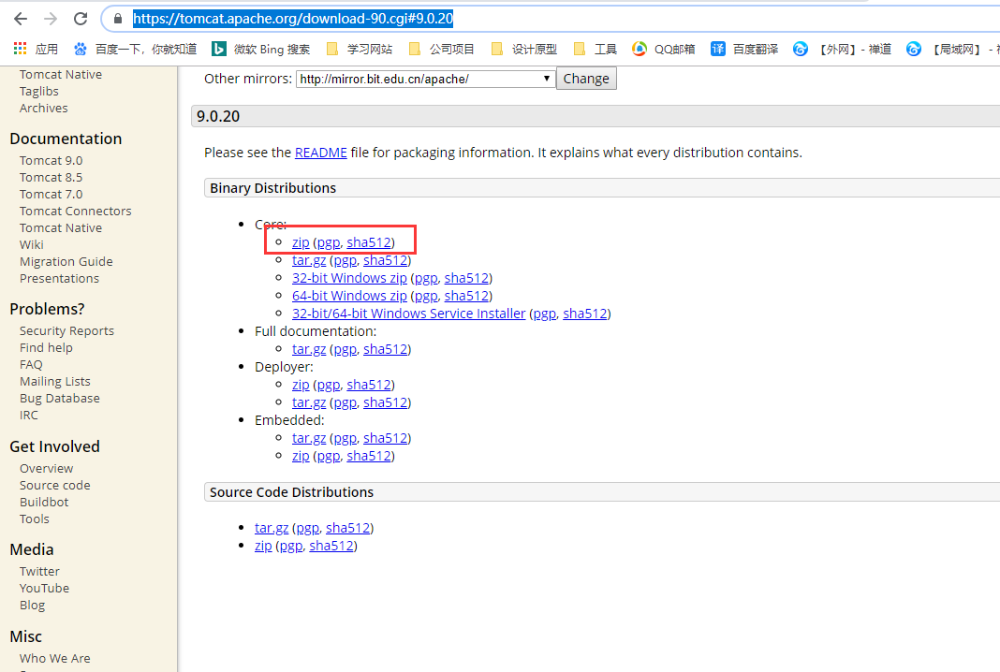 https://tomcat.apache.org/download-90.cgi#9.0.20
应用 百度一下，你就知道 微软 Bing 搜索 学习网站 公司项目 设计原型 工具 QQ邮箱 译 百度翻译 【外网】- 禅道 【局域网】 -
Tomcat Native
Taglibs
Archives
Documentation
Tomcat 9.0
Tomcat 8.5
Tomcat 7.0
Tomcat Connectors
Tomcat Native
Wiki
Migration Guide
Presentations
Problems?
Security Reports
Find help
FAQ
Mailing Lists
Bug Database
IRC
Get Involved
Overview
Source code
Buildbot
Tools
Media
Twitter
YouTube
Blog
Misc
Who We Are
Other mirrors: http://mirror.bit.edu.cn/apache/ Change
9.0.20
Please see the README file for packaging information. It explains what every distribution contains.
Binary Distributions
Core:
zip (pgp, sha512)
tar.gz (pgp, sha512)
32-bit Windows zip (pgp, sha512)
64-bit Windows zip (pgp, sha512)
32-bit/64-bit Windows Service Installer (pgp, sha512)
Full documentation:
tar.gz (pgp, sha512)
Deployer:
zip (pgp, sha512)
tar.gz (pgp, sha512)
Embedded:
tar.gz (pgp, sha512)
zip (pgp, sha512)
Source Code Distributions
tar.gz (pgp, sha512)
zip (pgp, sha512)